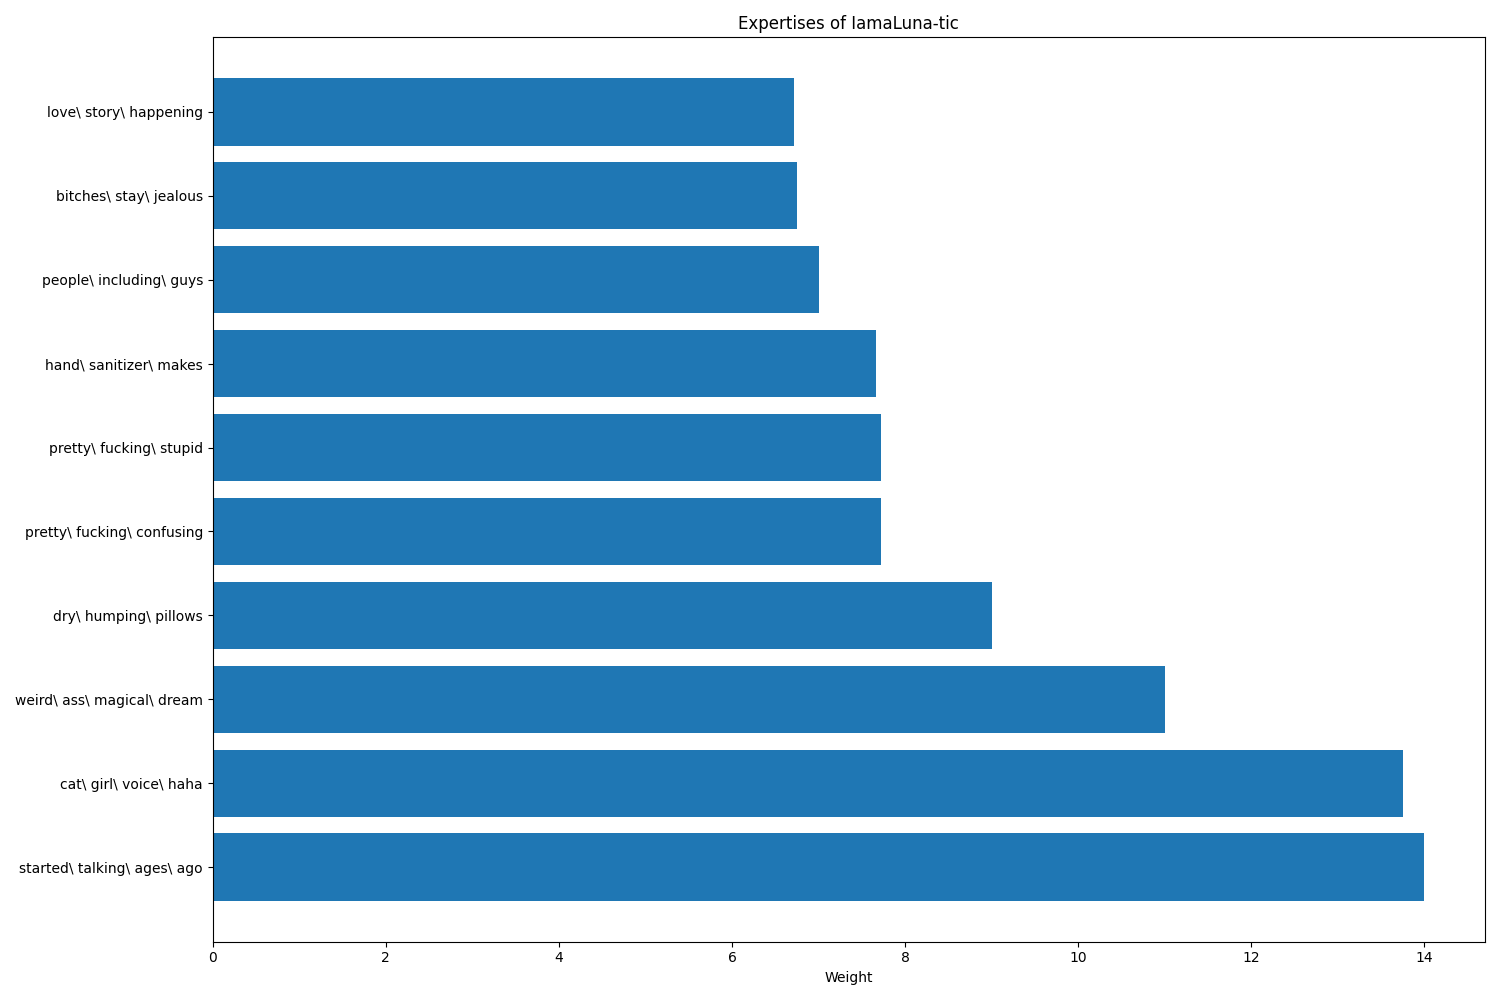 Expertises of IamaLuna-tic
love\ story\ happening
bitches\ stay\ jealous
people\ including\ guys
hand\ sanitizer\ makes
pretty\ fucking\ stupid
pretty\ fucking\ confusing
dry\ humping\ pillows
weird\ ass\ magical\ dream
cat\ girl\ voice\ haha
started\ talking\ ages\ ago
0 2 4 6 8 10 12 14
Weight